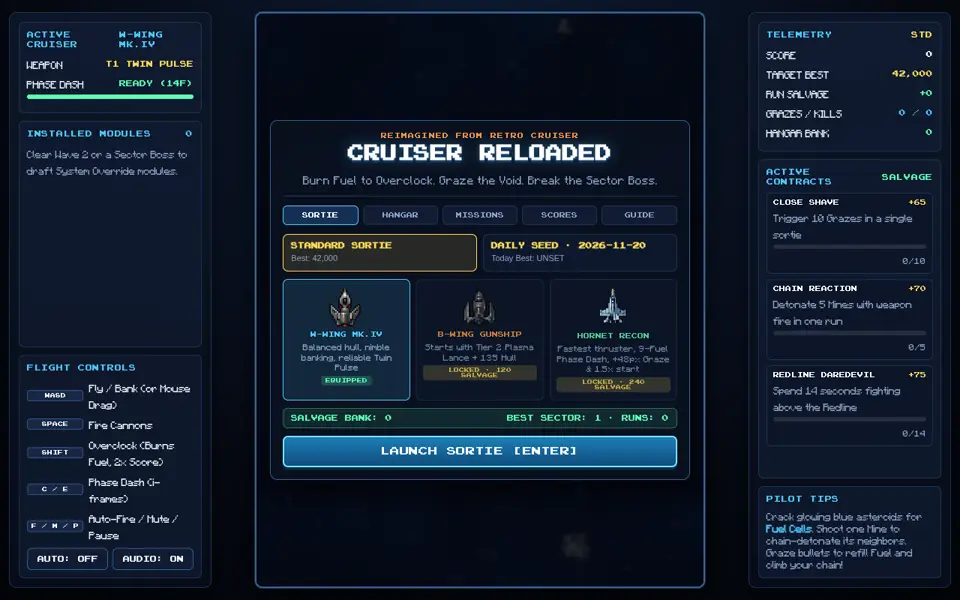 ACTIVE CRUISER
W-WING MK.IV
WEAPON T1 TWIN PULSE
PHASE DASH READY (14F)
INSTALLED MODULES 0
Clear Wave 2 or a Sector Boss to
draft System Override modules.
FLIGHT CONTROLS
WASD Fly / Bank (or Mouse
Drag)
SPACE Fire Cannons
SHIFT Overclock (Burns
Fuel, 2x Score)
C / E Phase Dash (i-
frames)
F / M / P Auto-Fire / Mute /
Pause
AUTO: OFF AUDIO: ON
REIMAGINED FROM RETRO CRUISER
CRUISER RELOADED
Burn Fuel to Overclock. Graze the Void. Break the Sector Boss.
SORTIE HANGAR MISSIONS SCORES GUIDE
STANDARD SORTIE
Best: 42,000
DAILY SEED · 2026-11-20
Today Best: UNSET
W-WING MK.IV
Balanced hull, nimble
banking, reliable Twin
Pulse
EQUIPPED
B-WING GUNSHIP
Starts with Tier 2 Plasma
Lance + 135 Hull
LOCKED · 120
SALVAGE
HORNET RECON
Fastest thruster, 9-Fuel
Phase Dash, +48px Graze
& 1.5x start
LOCKED · 240
SALVAGE
SALVAGE BANK: 0 BEST SECTOR: 1 · RUNS: 0
LAUNCH SORTIE [ENTER]
TELEMETRY STD
SCORE 0
TARGET BEST 42,000
RUN SALVAGE +0
GRAZES / KILLS 0 / 0
HANGAR BANK 0
ACTIVE
CONTRACTS SALVAGE
CLOSE SHAVE +65
Trigger 10 Grazes in a single
sortie
0/10
CHAIN REACTION +70
Detonate 5 Mines with weapon
fire in one run
0/5
REDLINE DAREDEVIL +75
Spend 14 seconds fighting
above the Redline
0/14
PILOT TIPS
Crack glowing blue asteroids for
Fuel Cells. Shoot one Mine to
chain-detonate its neighbors.
Graze bullets to refill Fuel and
climb your chain!